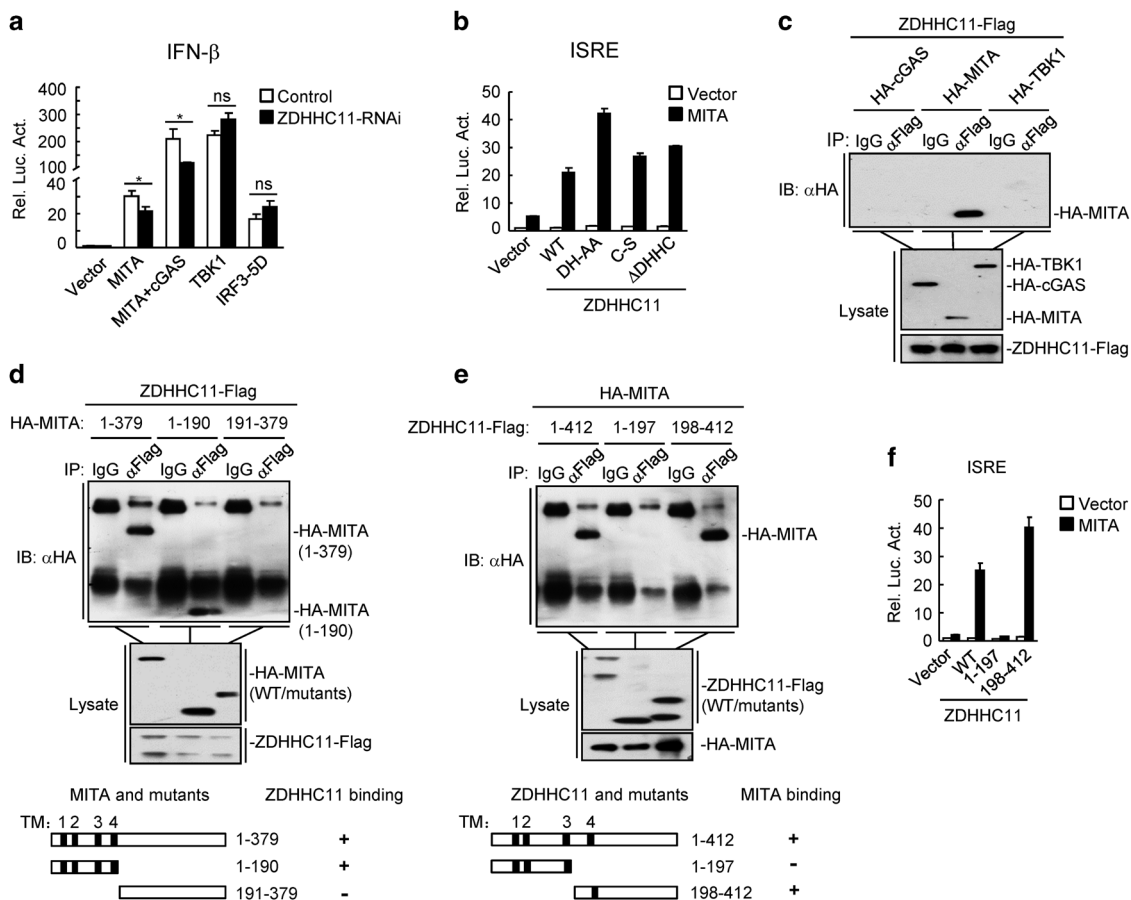 a
IFN-β
Rel. Luc. Act.
400
300
200
100
40
20
0
Control
ZDHHC11-RNAi
*
*
ns
ns
Vector
MITA
MITA+cGAS
TBK1
IRF3-5D
b
ISRE
Rel. Luc. Act.
50
40
30
20
10
0
Vector
MITA
Vector
WT
DH-AA
C-S
ΔDHHC
ZDHHC11
c
ZDHHC11-Flag
HA-cGAS
HA-MITA
HA-TBK1
IP: IgG αFlag IgG αFlag IgG αFlag
IB: αHA
-HA-MITA
-HA-TBK1
-HA-cGAS
-HA-MITA
Lysate
-ZDHHC11-Flag
d
ZDHHC11-Flag
HA-MITA: 1-379 1-190 191-379
IP: IgG αFlag IgG αFlag IgG αFlag
IB: αHA
-HA-MITA
(1-379)
-HA-MITA
(1-190)
Lysate
-HA-MITA
(WT/mutants)
-ZDHHC11-Flag
MITA and mutants ZDHHC11 binding
TM: 1 2 3 4
1-379 +
1-190 +
191-379 -
e
HA-MITA
ZDHHC11-Flag: 1-412 1-197 198-412
IP: IgG αFlag IgG αFlag IgG αFlag
IB: αHA
-HA-MITA
Lysate
-ZDHHC11-Flag
(WT/mutants)
-HA-MITA
ZDHHC11 and mutants MITA binding
TM: 12 3 4
1-412 +
1-197 -
198-412 +
f
ISRE
Rel. Luc. Act.
50
40
30
20
10
0
Vector
MITA
Vector
WT
1-197
198-412
ZDHHC11